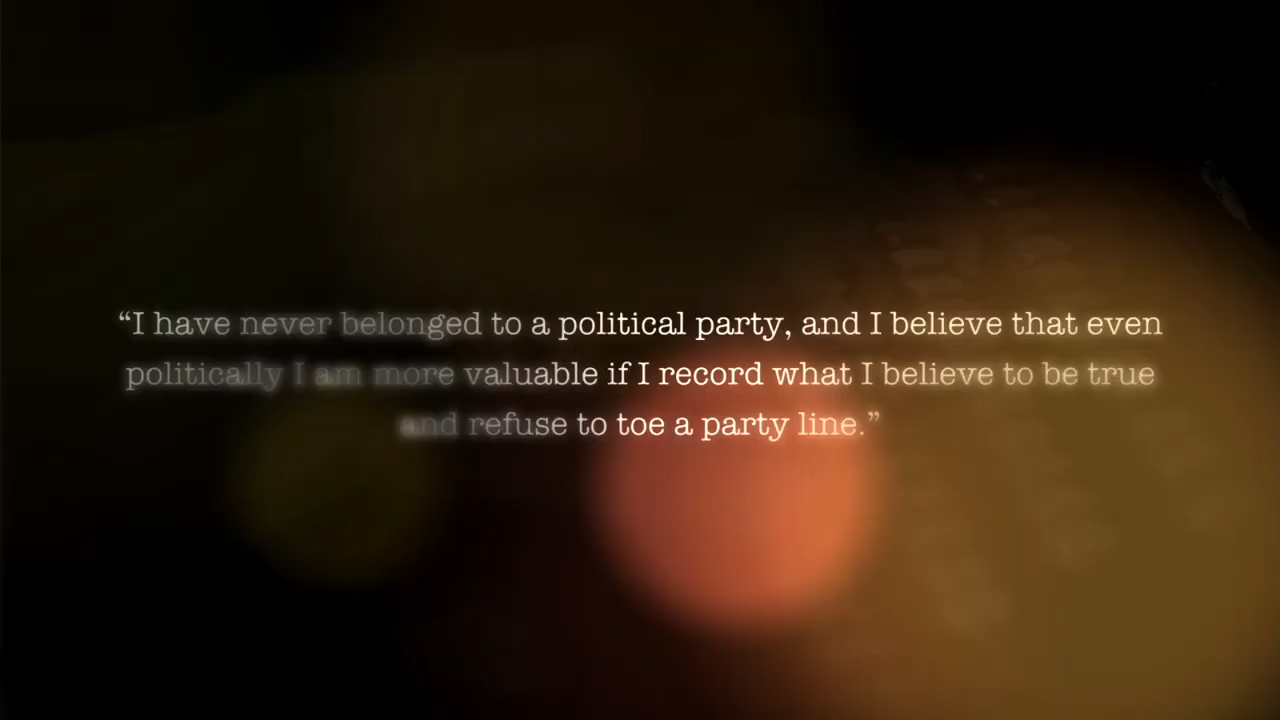 “I have never belonged to a political party, and I believe that even
politically I am more valuable if I record what I believe to be true
and refuse to toe a party line.”